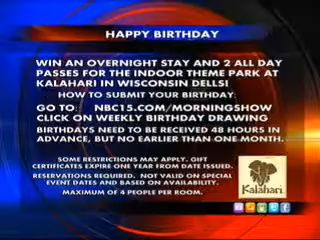 HAPPY BIRTHDAY
WIN AN OVERNIGHT STAY AND 2 ALL DAY
PASSES FOR THE INDOOR THEME PARK AT
KALAHARI IN WISCONSIN DELLS!
HOW TO SUBMIT YOUR BIRTHDAY:
GO TO: NBC15.COM/MORNINGSHOW
CLICK ON WEEKLY BIRTHDAY DRAWING
BIRTHDAYS NEED TO BE RECEIVED 48 HOURS IN
ADVANCE, BUT NO EARLIER THAN ONE MONTH.
SOME RESTRICTIONS MAY APPLY. GIFT
CERTIFICATES EXPIRE ONE YEAR FROM DATE ISSUED.
RESERVATIONS REQUIRED. NOT VALID ON SPECIAL
EVENT DATES AND BASED ON AVAILABILITY.
MAXIMUM OF 4 PEOPLE PER ROOM.
Kalahari